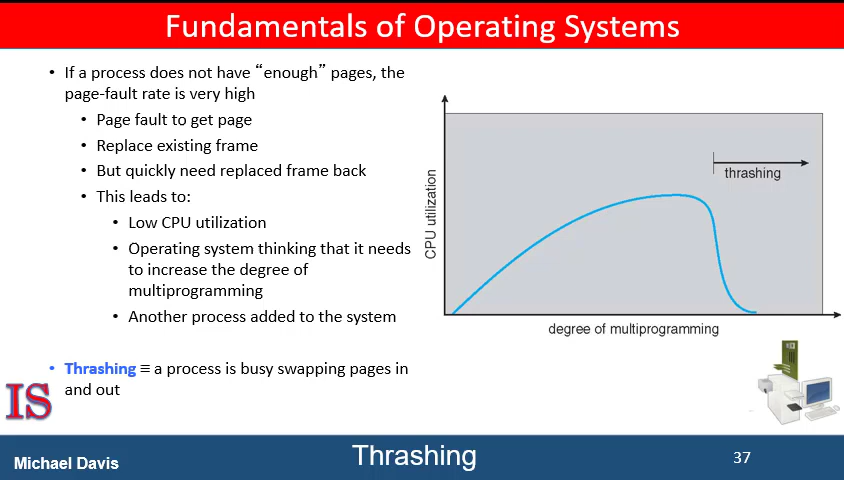 Fundamentals of Operating Systems
• If a process does not have “enough” pages, the
page-fault rate is very high
• Page fault to get page
• Replace existing frame
• But quickly need replaced frame back
• This leads to:
• Low CPU utilization
• Operating system thinking that it needs
to increase the degree of
multiprogramming
• Another process added to the system
• Thrashing ≡ a process is busy swapping pages in
and out
CPU utilization
thrashing
degree of multiprogramming
IS
Michael Davis
Thrashing
37